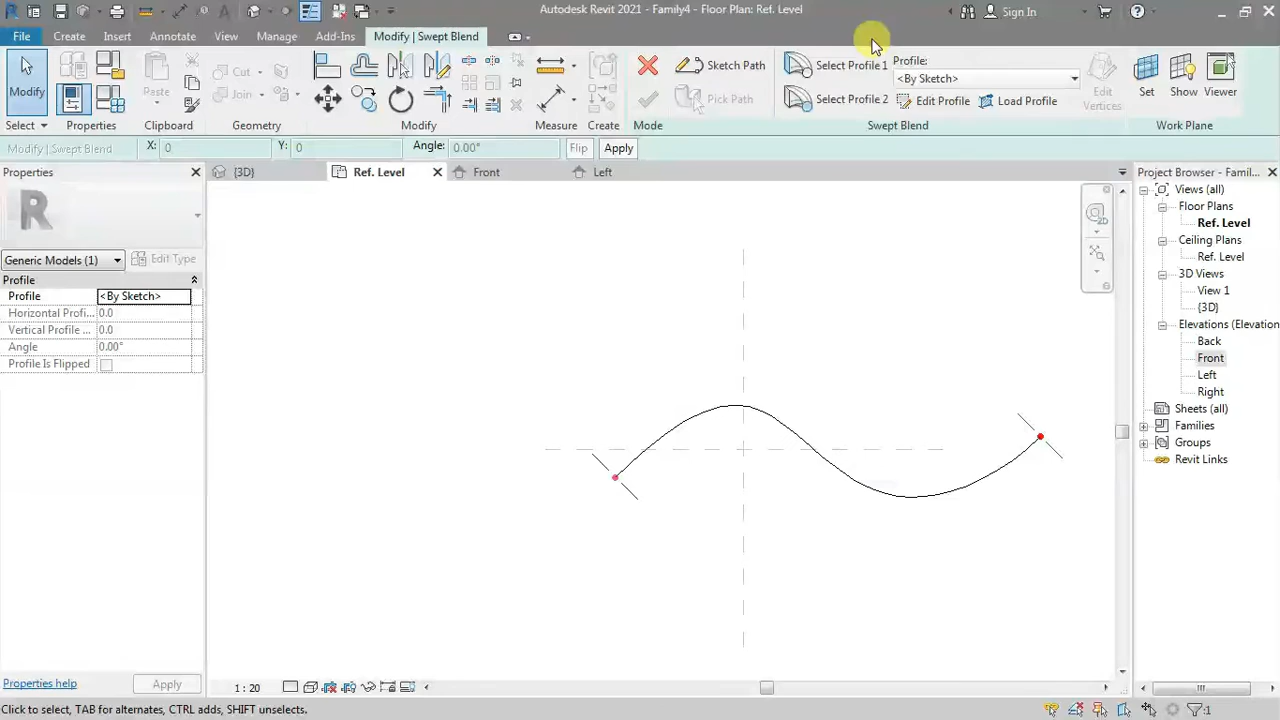 Autodesk Revit 2021 - Family4 - Floor Plan: Ref. Level
Sign In
File Create Insert Annotate View Manage Add-Ins Modify | Swept Blend
Modify
Paste
Cut
Join
Sketch Path
Pick Path
Select Profile 1
Select Profile 2
Profile:
<By Sketch>
Edit Profile Load Profile
Edit Vertices
Set Show Viewer
Select Properties Clipboard Geometry Modify Measure Create Mode Swept Blend Work Plane
Modify | Swept Blend X: 0 Y: 0 Angle: 0.00° Flip Apply
Properties
{3D} Ref. Level Front Left
Project Browser - Famil...
R
Generic Models (1) Edit Type
Profile
Profile <By Sketch>
Horizontal Profi... 0.0
Vertical Profile ... 0.0
Angle 0.00°
Profile Is Flipped
2D
Views (all)
Floor Plans
Ref. Level
Ceiling Plans
Ref. Level
3D Views
View 1
{3D}
Elevations (Elevation
Back
Front
Left
Right
Sheets (all)
Families
Groups
Revit Links
Properties help Apply
1 : 20
Click to select, TAB for alternates, CTRL adds, SHIFT unselects.
:1